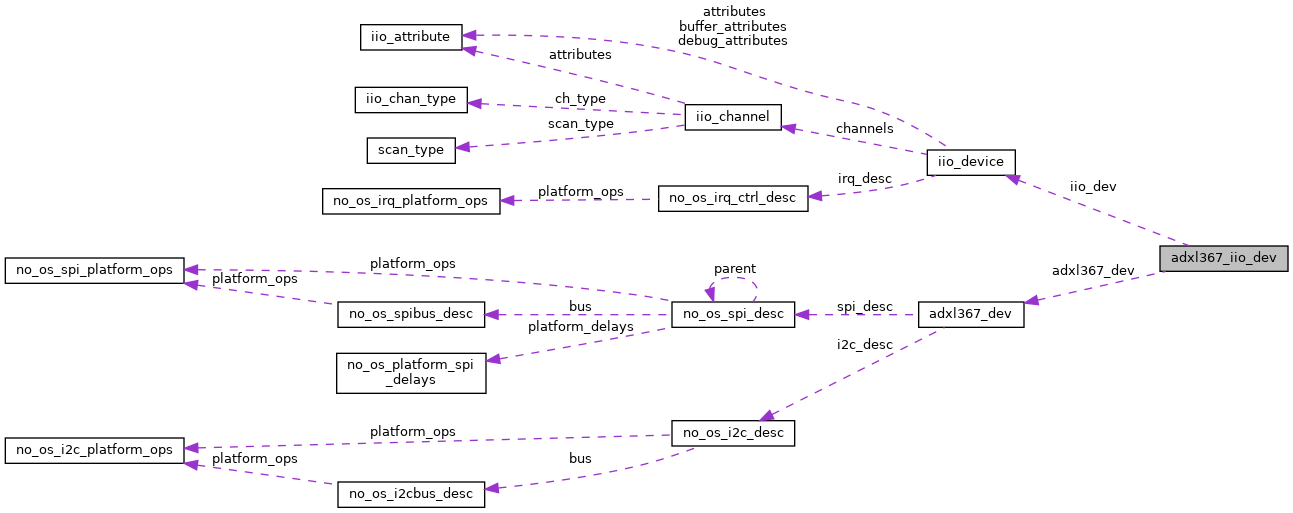 attributes
buffer_attributes
debug_attributes
iio_attribute
attributes
iio_chan_type
ch_type
iio_channel
scan_type
scan_type
channels
iio_device
irq_desc
iio_dev
no_os_irq_platform_ops
platform_ops
no_os_irq_ctrl_desc
adxl367_iio_dev
no_os_spi_platform_ops
platform_ops
platform_ops
parent
adxl367_dev
no_os_spibus_desc
bus
no_os_spi_desc
spi_desc
adxl367_dev
platform_delays
i2c_desc
no_os_platform_spi
_delays
no_os_i2c_platform_ops
platform_ops
platform_ops
no_os_i2c_desc
bus
no_os_i2cbus_desc